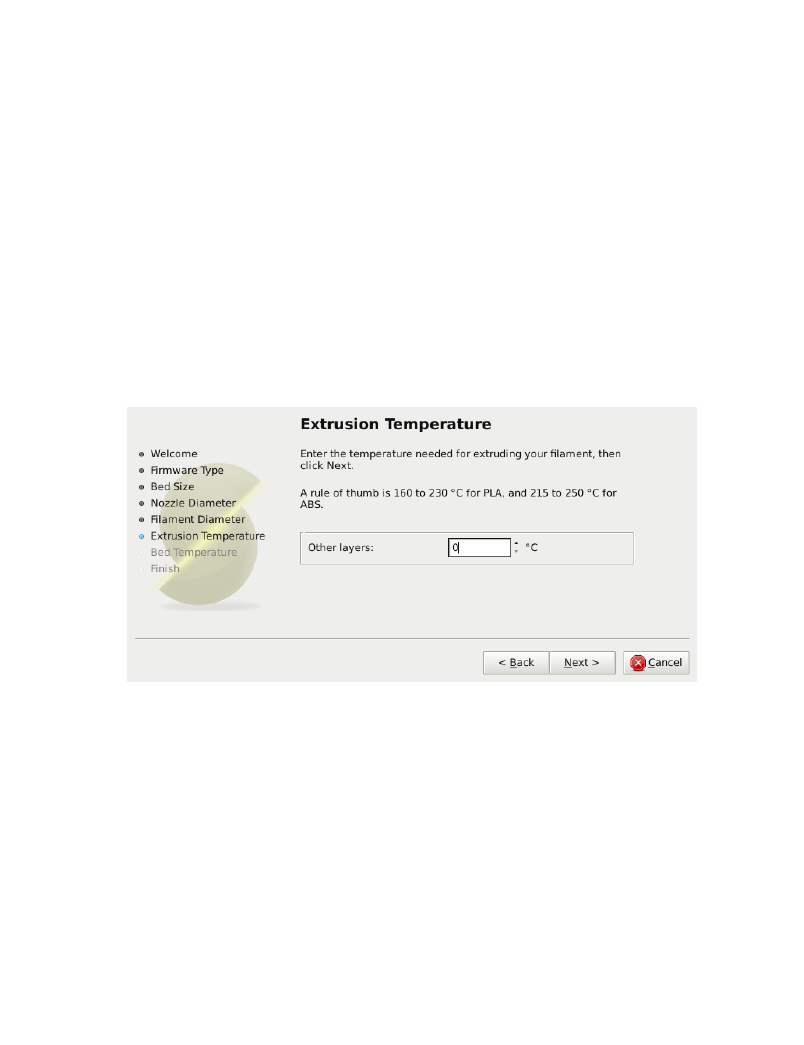 Extrusion Temperature
Welcome
Firmware Type
Bed Size
Nozzle Diameter
Filament Diameter
Extrusion Temperature
Bed Temperature
Finish
Enter the temperature needed for extruding your filament, then
click Next.
A rule of thumb is 160 to 230 °C for PLA, and 215 to 250 °C for
ABS.
Other layers: 0 °C
< Back Next > Cancel